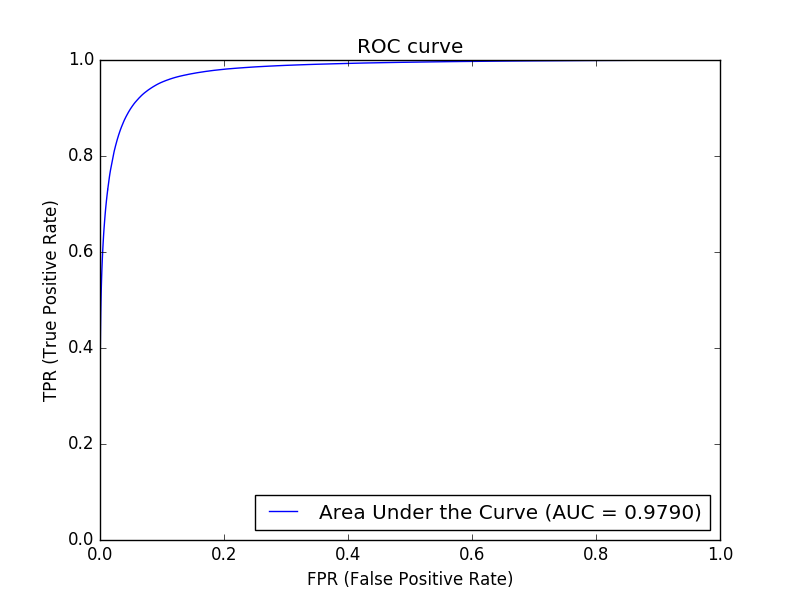 ROC curve
1.0
0.8
0.6
0.4
0.2
0.0
TPR (True Positive Rate)
Area Under the Curve (AUC = 0.9790)
0.0 0.2 0.4 0.6 0.8 1.0
FPR (False Positive Rate)